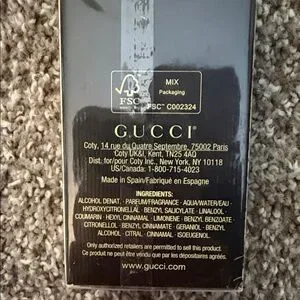 FSC
MIX
Packaging
FSC™ C002324
GUCCI
Coty, 14 rue du Quatre Septembre, 75002 Paris
Coty UK&I, Kent, TN25 4AQ
Dist. for/pour Coty Inc., New York, NY 10118
US/Canada: 1-800-715-4023
Made in Spain/Fabriqué en Espagne
INGREDIENTS:
ALCOHOL DENAT. · PARFUM/FRAGRANCE · AQUA/WATER/EAU ·
HYDROXYCITRONELLAL · BENZYL SALICYLATE · LINALOOL ·
COUMARIN · HEXYL CINNAMAL · LIMONENE · BENZYL BENZOATE ·
CITRONELLOL · BENZYL CINNAMATE · GERANIOL · BENZYL
ALCOHOL · CITRAL · CINNAMAL · ISOEUGENOL
Only authorized retailers are permitted to sell this product.
Ce produit ne peut être vendu que par les dépositaires agréés.
www.gucci.com